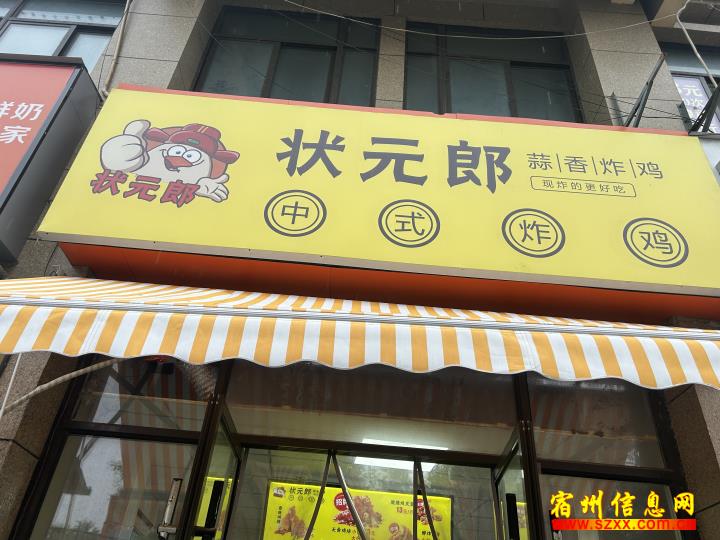 鲜奶
家
状元郎
状元郎
蒜香炸鸡
现炸的更好吃
中式炸鸡
状元郎
宿州信息网
www.szxx.com.cn